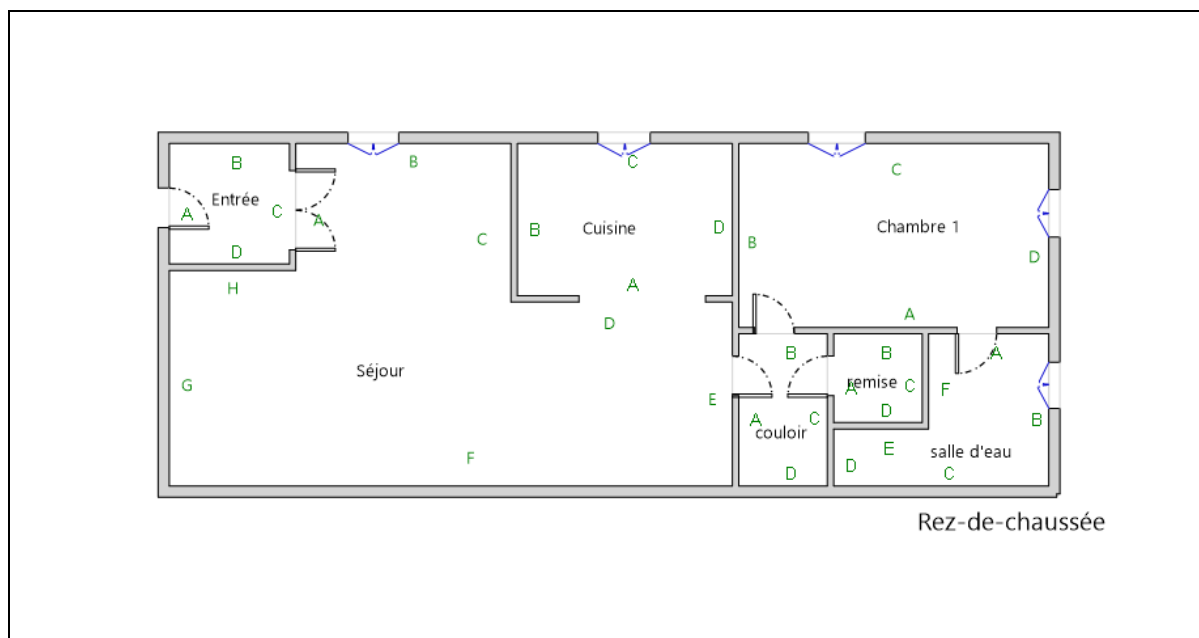 B
B
C
C
Entrée
A
C
A
C
B
Cuisine
D
B
Chambre 1
D
D
H
A
D
A
Séjour
G
E
F
B
A
C
couloir
D
B
A
remise
C
D
A
F
B
E
salle d'eau
D
C
Rez-de-chaussée